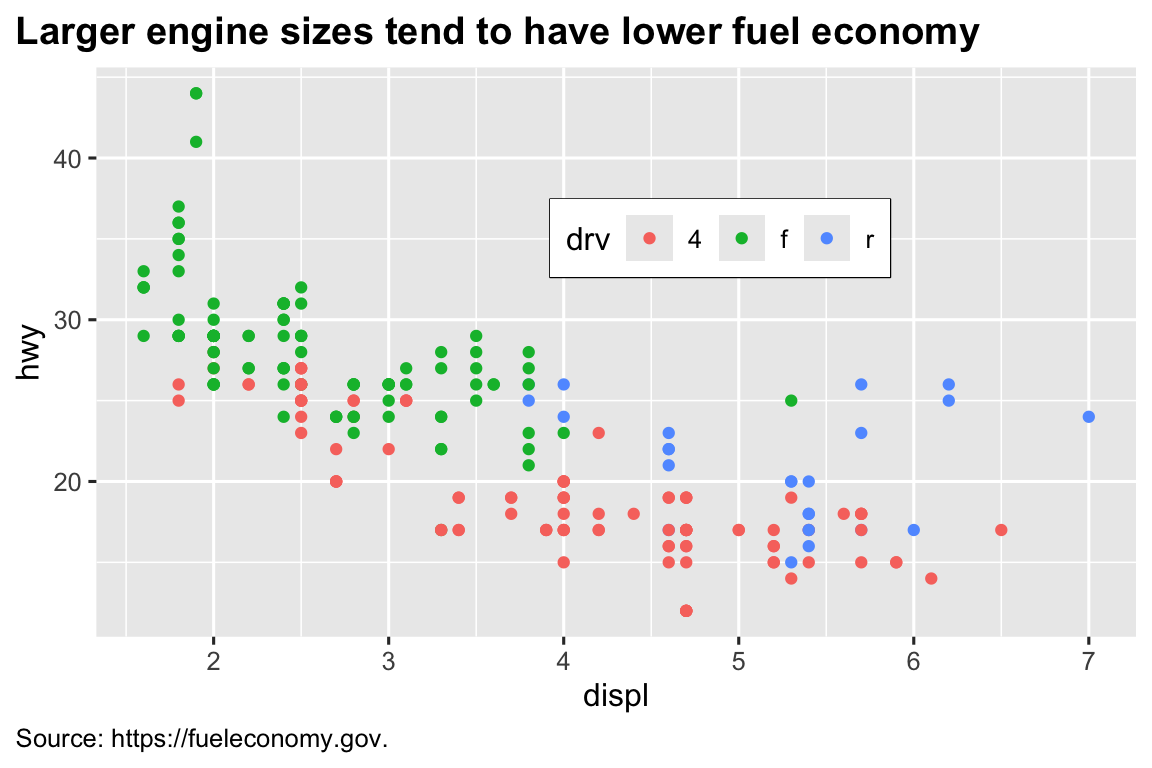 Larger engine sizes tend to have lower fuel economy
40
30
20
hwy
drv 4 f r
2 3 4 5 6 7
displ
Source: https://fueleconomy.gov.